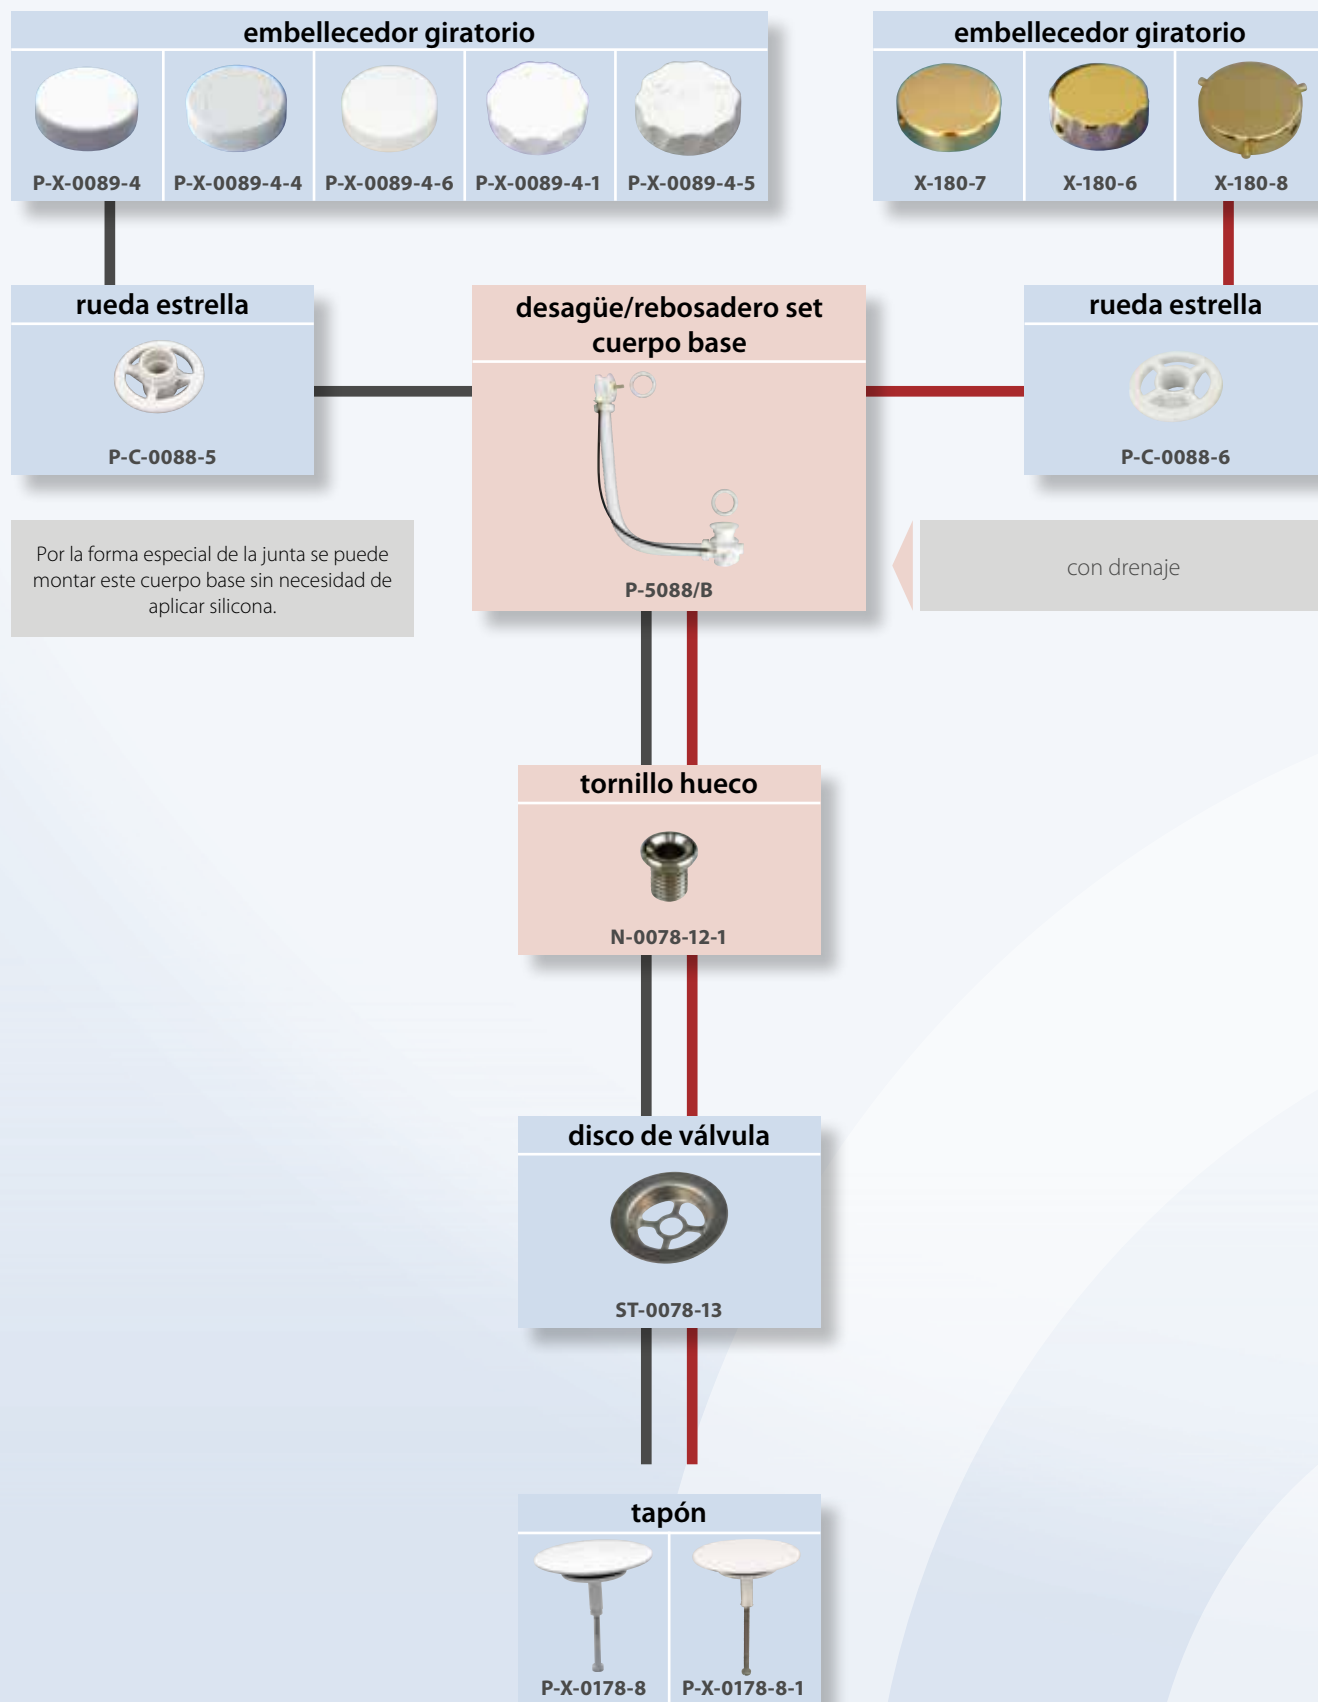 embellecedor giratorio
P-X-0089-4
P-X-0089-4-4
P-X-0089-4-6
P-X-0089-4-1
P-X-0089-4-5
embellecedor giratorio
X-180-7
X-180-6
X-180-8
rueda estrella
P-C-0088-5
desagüe/rebosadero set
cuerpo base
P-5088/B
rueda estrella
P-C-0088-6
Por la forma especial de la junta se puede
montar este cuerpo base sin necesidad de
aplicar silicona.
con drenaje
tornillo hueco
N-0078-12-1
disco de válvula
ST-0078-13
tapón
P-X-0178-8
P-X-0178-8-1